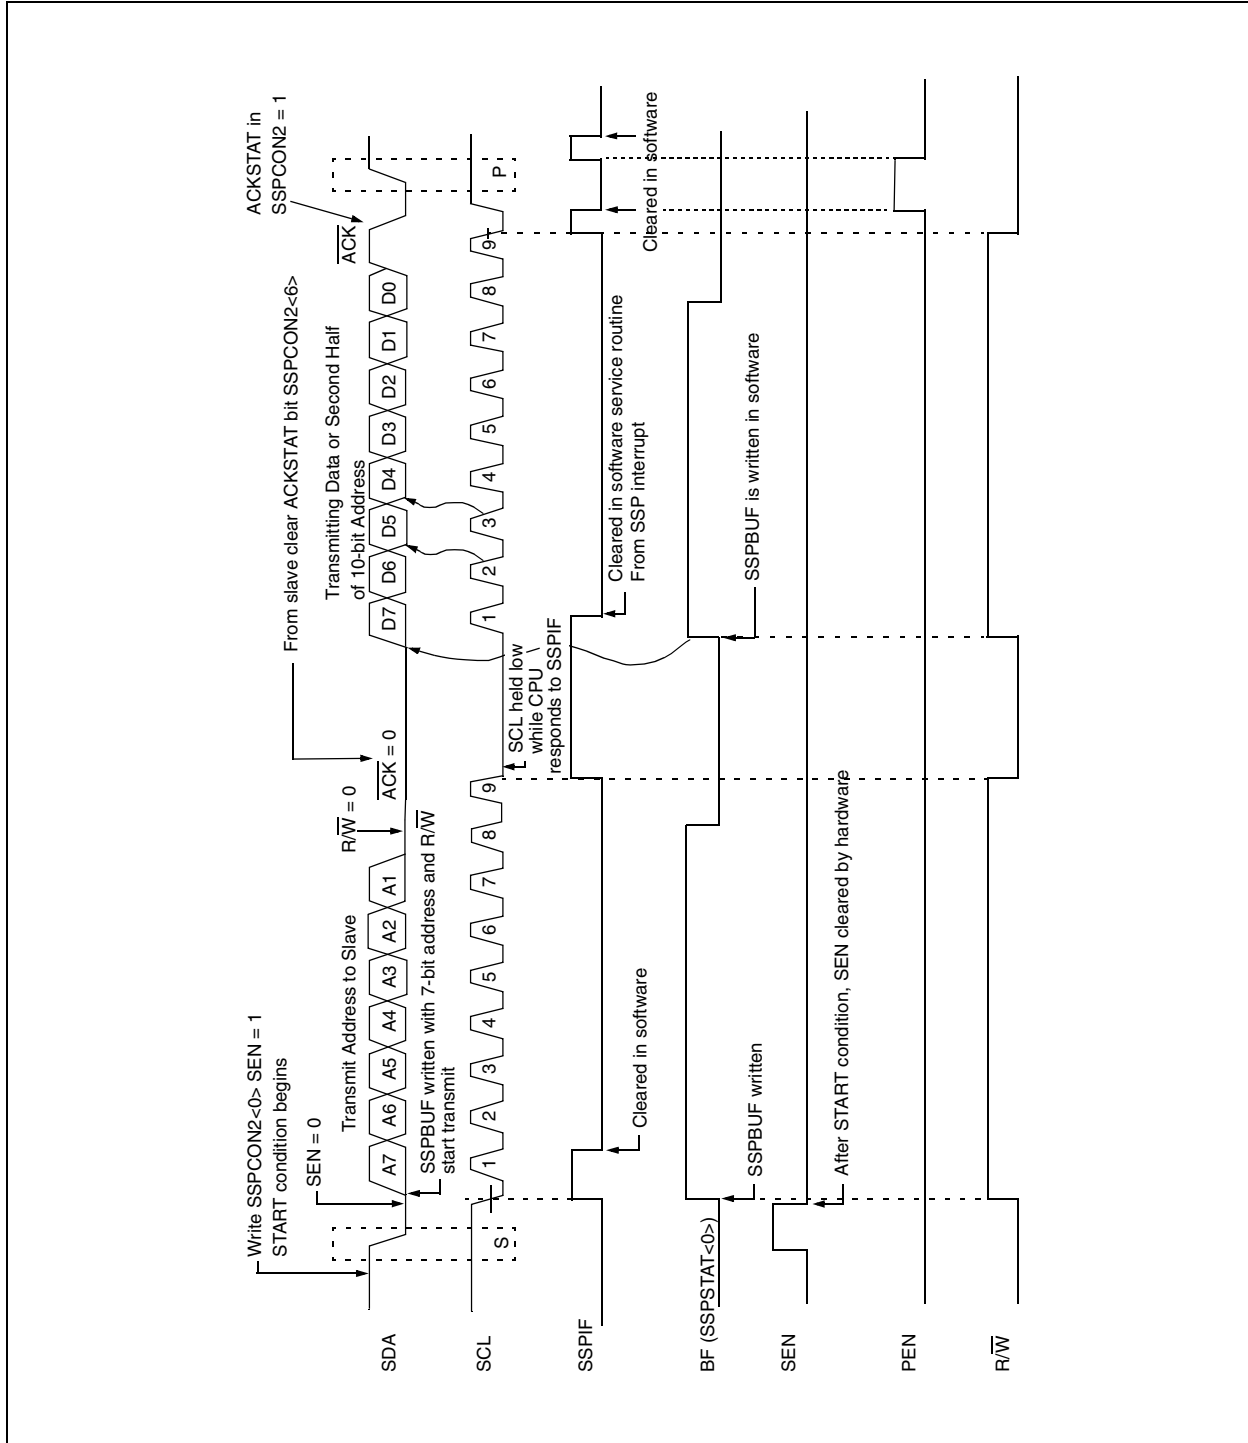 Write SSPCON2<0> SEN = 1
START condition begins
SEN = 0
Transmit Address to Slave
R/W = 0
From slave clear ACKSTAT bit SSPCON2<6>
ACK = 0
Transmitting Data or Second Half
of 10-bit Address
ACKSTAT in
SSPCON2 = 1
ACK
SDA
A7 A6 A5 A4 A3 A2 A1
D7 D6 D5 D4 D3 D2 D1 D0
SSPBUF written with 7-bit address and R/W
start transmit
SCL
S
1 2 3 4 5 6 7 8 9
1 2 3 4 5 6 7 8 9
P
SCL held low
while CPU
responds to SSPIF
SSPIF
Cleared in software
Cleared in software service routine
From SSP interrupt
Cleared in software
BF (SSPSTAT<0>)
SSPBUF written
SSPBUF is written in software
SEN
After START condition, SEN cleared by hardware
PEN
R/W